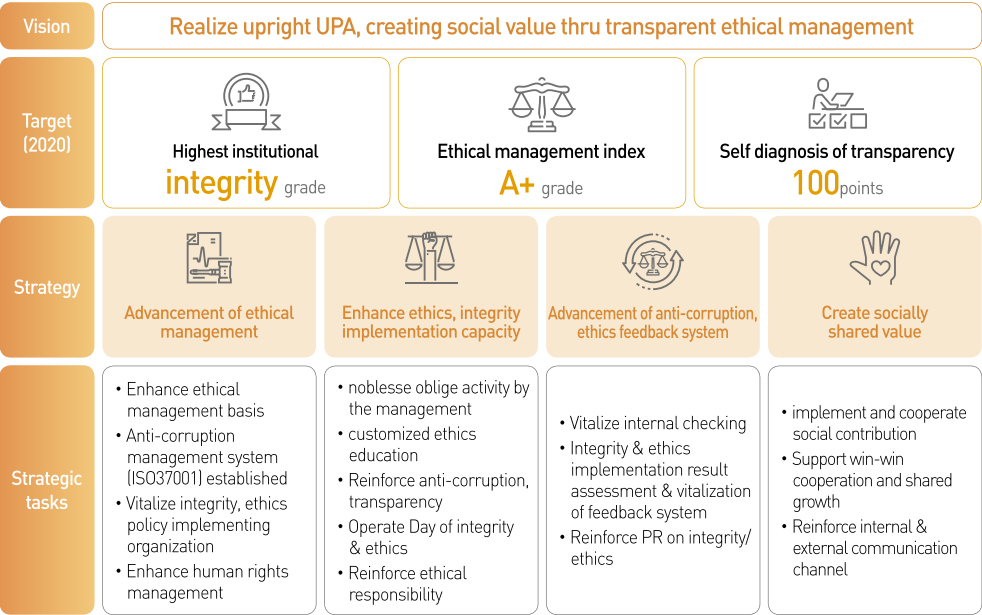 Vision
Realize upright UPA, creating social value thru transparent ethical management
Target
(2020)
Highest institutional
integrity grade
Ethical management index
A+ grade
Self diagnosis of transparency
100points
Strategy
Advancement of ethical
management
Enhance ethics, integrity
implementation capacity
Advancement of anti-corruption,
ethics feedback system
Create socially
shared value
Strategic
tasks
• Enhance ethical
management basis
• Anti-corruption
management system
(ISO37001) established
• Vitalize integrity, ethics
policy implementing
organization
• Enhance human rights
management
• noblesse oblige activity by
the management
• customized ethics
education
• Reinforce anti-corruption,
transparency
• Operate Day of integrity
& ethics
• Reinforce ethical
responsibility
• Vitalize internal checking
• Integrity & ethics
implementation result
assessment & vitalization
of feedback system
• Reinforce PR on integrity/
ethics
• implement and cooperate
social contribution
• Support win-win
cooperation and shared
growth
• Reinforce internal &
external communication
channel